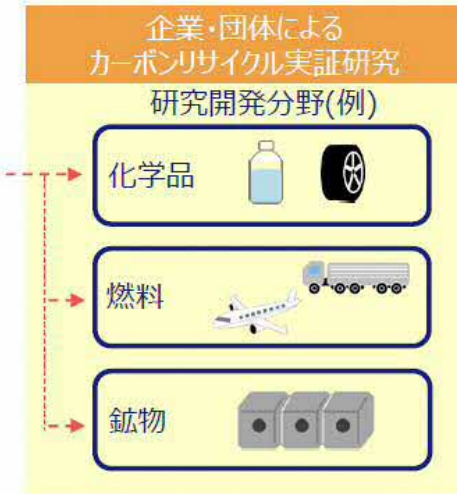 企業・団体による
カーボンリサイクル実証研究
研究開発分野(例)
化学品
燃料
鉱物